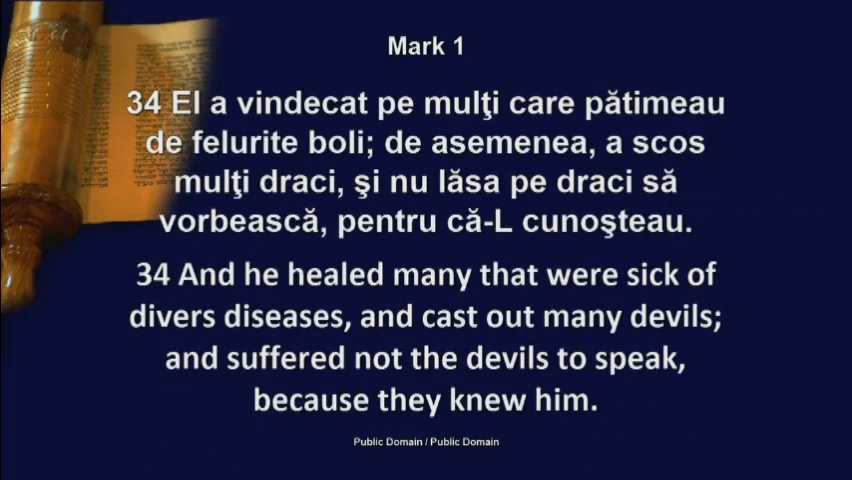 Mark 1
34 El a vindecat pe mulţi care pătimeau
de felurite boli; de asemenea, a scos
mulţi draci, şi nu lăsa pe draci să
vorbească, pentru că-L cunoşteau.
34 And he healed many that were sick of
divers diseases, and cast out many devils;
and suffered not the devils to speak,
because they knew him.
Public Domain / Public Domain